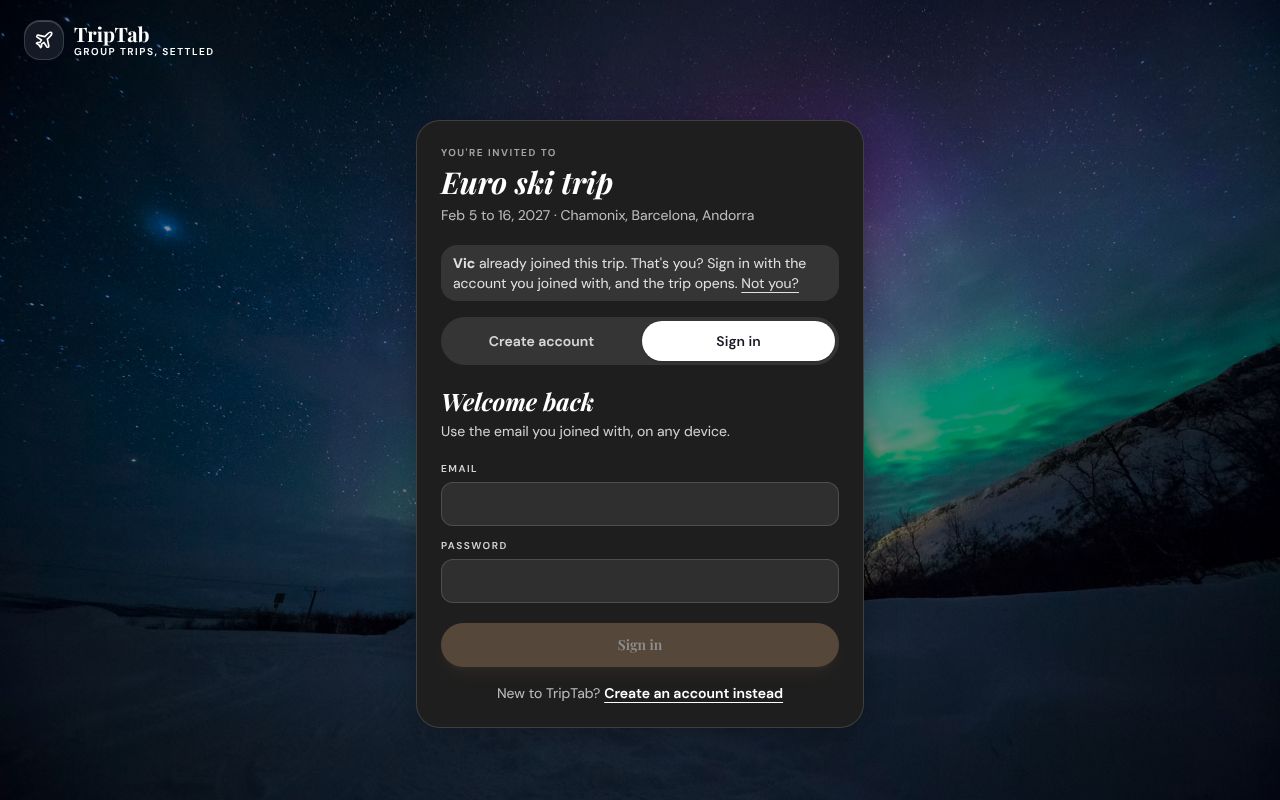 TripTab
GROUP TRIPS, SETTLED
YOU'RE INVITED TO
Euro ski trip
Feb 5 to 16, 2027 · Chamonix, Barcelona, Andorra
Vic already joined this trip. That's you? Sign in with the
account you joined with, and the trip opens. Not you?
Create account
Sign in
Welcome back
Use the email you joined with, on any device.
EMAIL
PASSWORD
Sign in
New to TripTab? Create an account instead